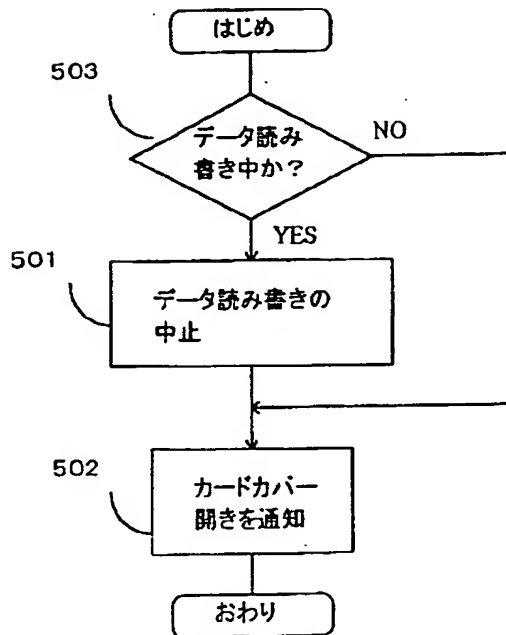 はじめ
503
データ読み
書き中か？
NO
YES
501
データ読み書きの
中止
502
カードカバー
開きを通知
おわり